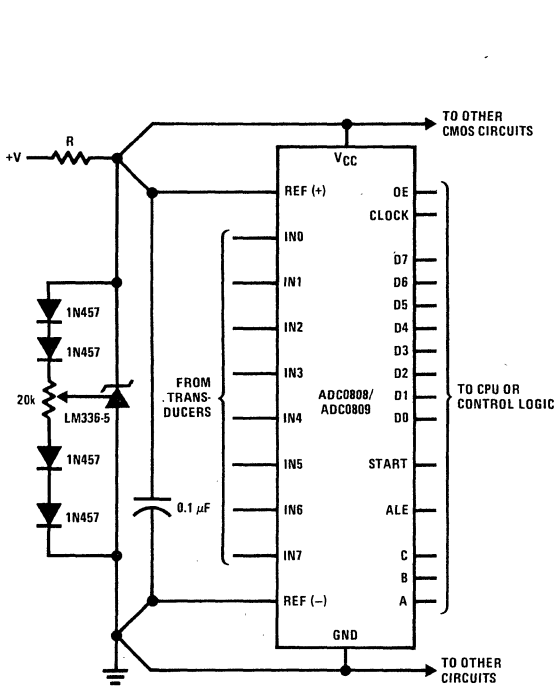 TO OTHER
CMOS CIRCUITS
R
+V
VCC
REF (+)
OE
CLOCK
IN0
D7
IN1
D6
1N457
D5
IN2
D4
1N457
D3
IN3
D2
FROM
TRANS-
DUCERS
20k
LM336-5
ADC0808/
ADC0809
D1
TO CPU OR
CONTROL LOGIC
IN4
D0
1N457
IN5
START
1N457
0.1 μF
IN6
ALE
IN7
C
B
REF (–)
A
GND
TO OTHER
CIRCUITS